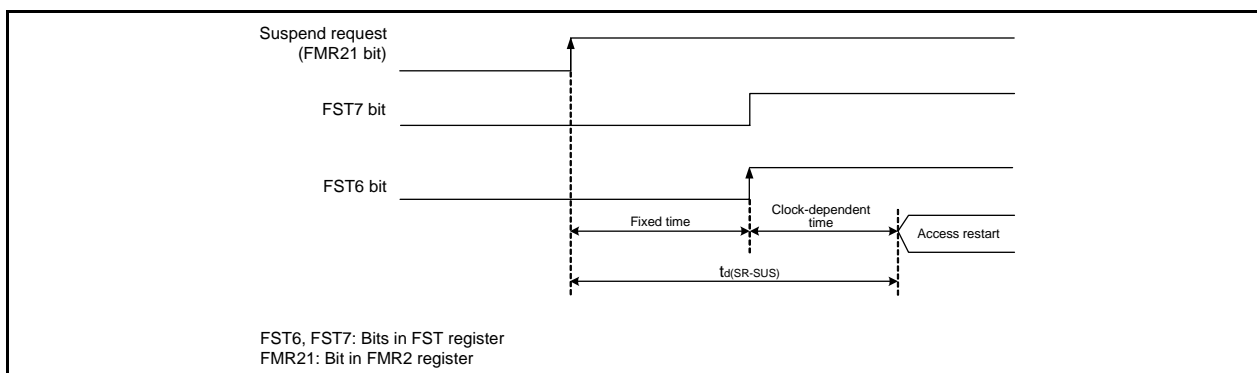 Suspend request
(FMR21 bit)
FST7 bit
FST6 bit
Fixed time
Clock-dependent
time
Access restart
td(SR-SUS)
FST6, FST7: Bits in FST register
FMR21: Bit in FMR2 register